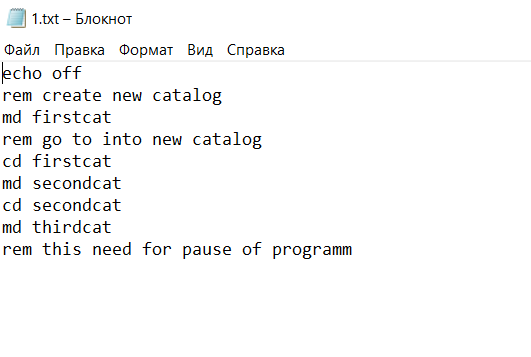 1.txt – Блокнот
Файл Правка Формат Вид Справка
echo off
rem create new catalog
md firstcat
rem go to into new catalog
cd firstcat
md secondcat
cd secondcat
md thirdcat
rem this need for pause of programm